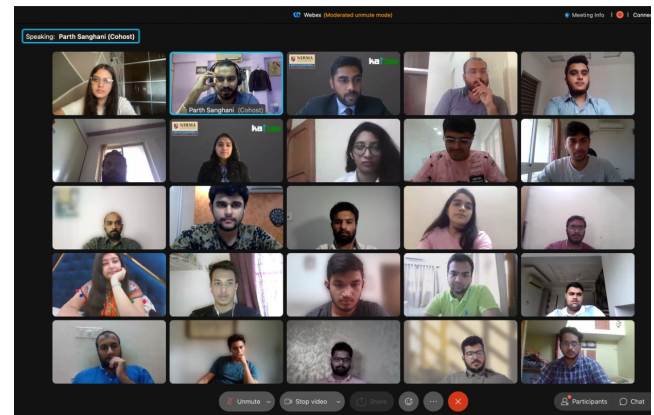 Webex (Moderated unmute mode)
Meeting Info
Connec
Speaking: Parth Sanghani (Cohost)
Parth Sanghani (Cohost)
NIRMA
NIRMA
Unmute
Stop video
Share
Participants
Chat